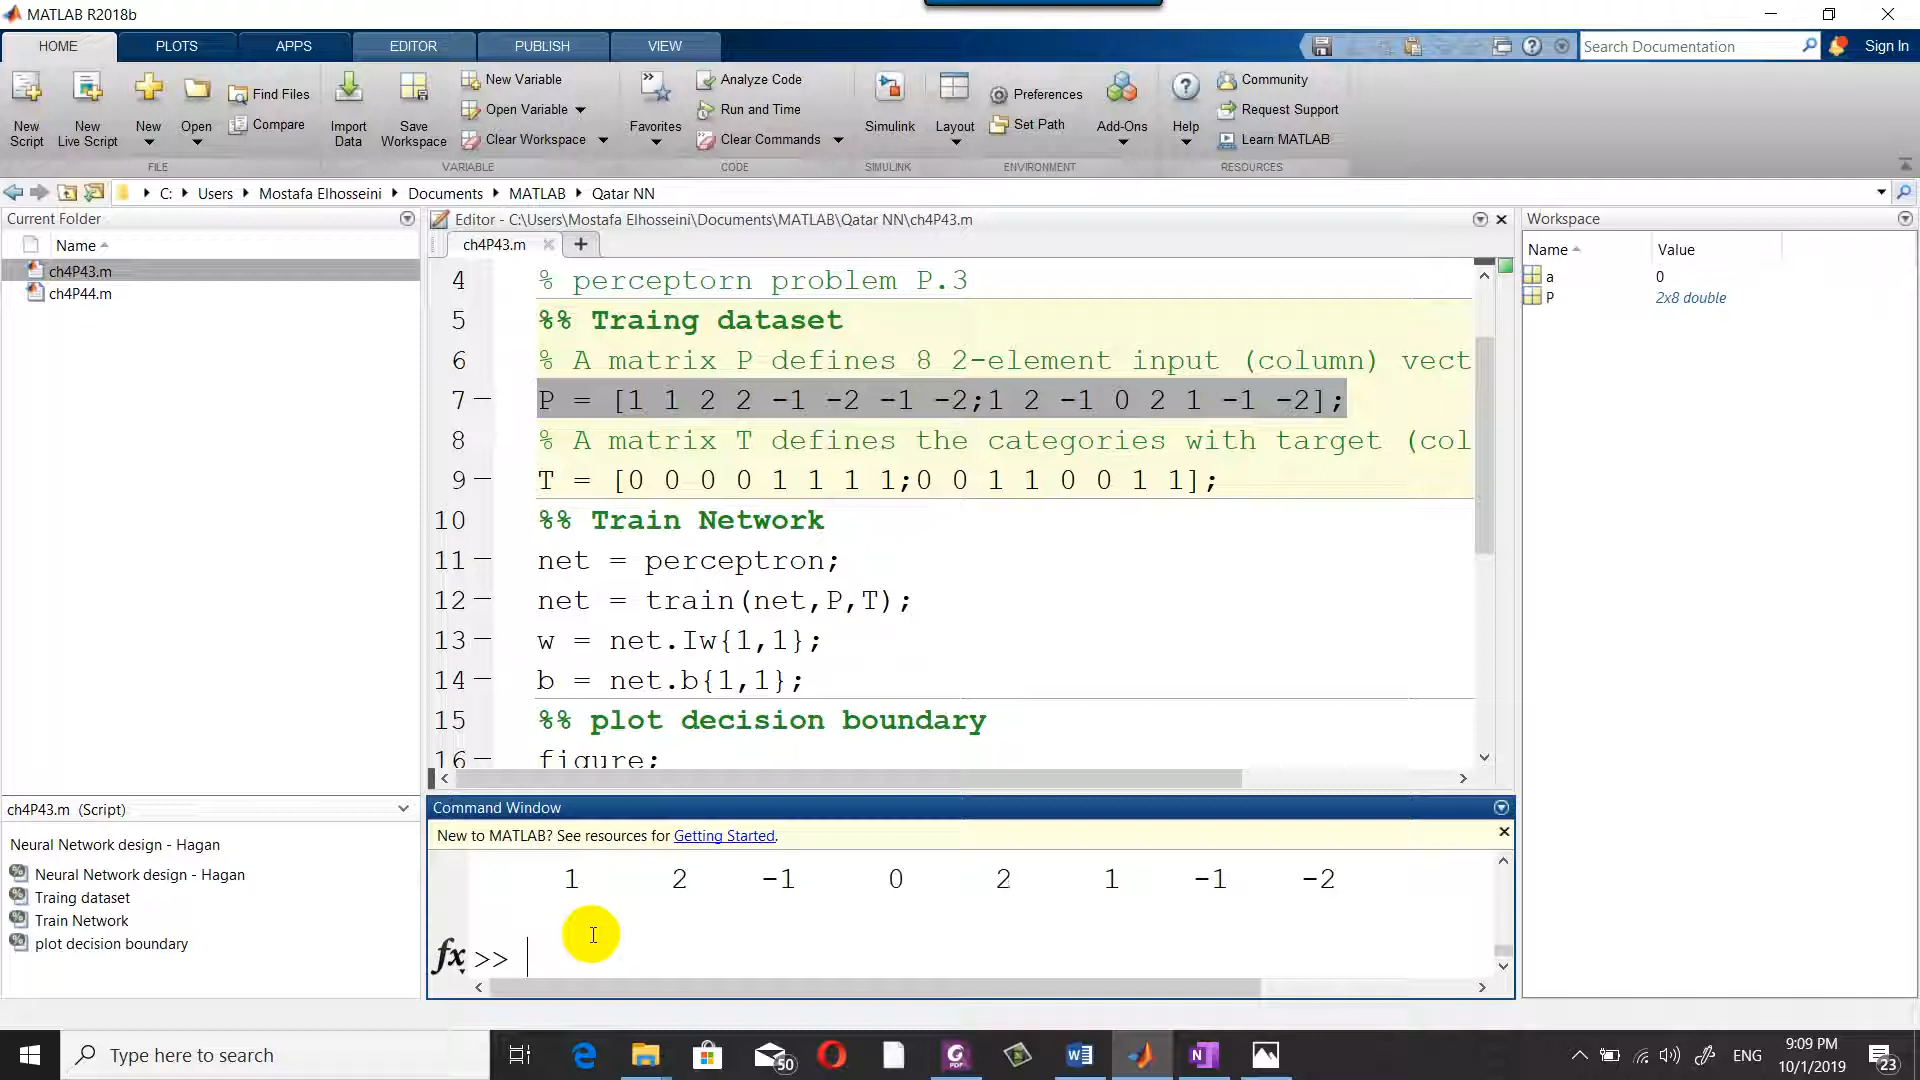 MATLAB R2018b
HOME PLOTS APPS EDITOR PUBLISH VIEW Search Documentation Sign In
New Script
New Live Script
New
Open
Find Files
Compare
Import Data
Save Workspace
New Variable
Open Variable
Clear Workspace
Favorites
Analyze Code
Run and Time
Clear Commands
Simulink
Layout
Preferences
Set Path
Add-Ons
Help
Community
Request Support
Learn MATLAB
FILE VARIABLE CODE SIMULINK ENVIRONMENT RESOURCES
C: Users Mostafa Elhosseini Documents MATLAB Qatar NN
Current Folder
Name
ch4P43.m
ch4P44.m
ch4P43.m (Script)
Neural Network design - Hagan
Neural Network design - Hagan
Traing dataset
Train Network
plot decision boundary
Editor - C:\Users\Mostafa Elhosseini\Documents\MATLAB\Qatar NN\ch4P43.m
ch4P43.m
4 % perceptorn problem P.3
5 %% Traing dataset
6 % A matrix P defines 8 2-element input (column) vect
7 P = [1 1 2 2 -1 -2 -1 -2;1 2 -1 0 2 1 -1 -2];
8 % A matrix T defines the categories with target (col
9 T = [0 0 0 0 1 1 1 1;0 0 1 1 0 0 1 1];
10 %% Train Network
11 net = perceptron;
12 net = train(net,P,T);
13 w = net.Iw{1,1};
14 b = net.b{1,1};
15 %% plot decision boundary
16 figure;
Command Window
New to MATLAB? See resources for Getting Started.
1 2 -1 0 2 1 -1 -2
fx >>
Workspace
Name Value
a 0
P 2x8 double
Type here to search
50
ENG
9:09 PM
10/1/2019
23